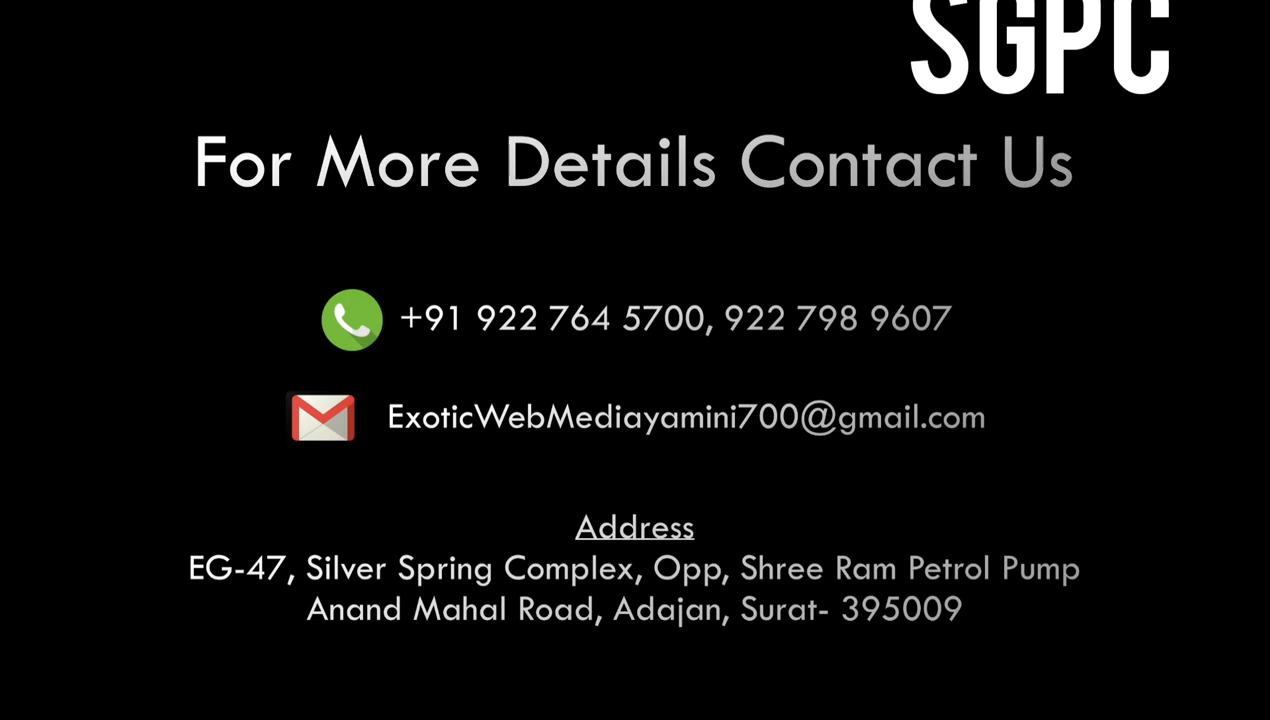 SGPC
For More Details Contact Us
+91 922 764 5700, 922 798 9607
ExoticWebMediayamini700@gmail.com
Address
EG-47, Silver Spring Complex, Opp, Shree Ram Petrol Pump
Anand Mahal Road, Adajan, Surat- 395009